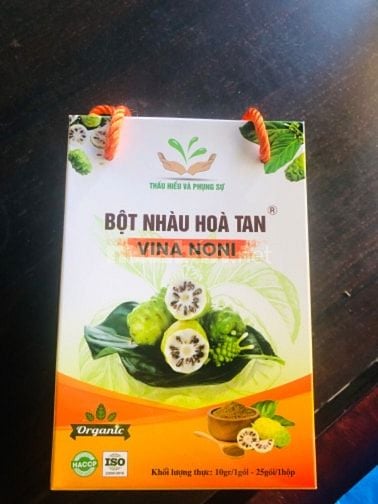 THẤU HIỂU VÀ PHỤNG SỰ
BỘT NHÀU HOÀ TAN ®
VINA NONI
Organic
HACCP
ISO
Khối lượng thực: 10gr/1gói - 25gói/1hộp